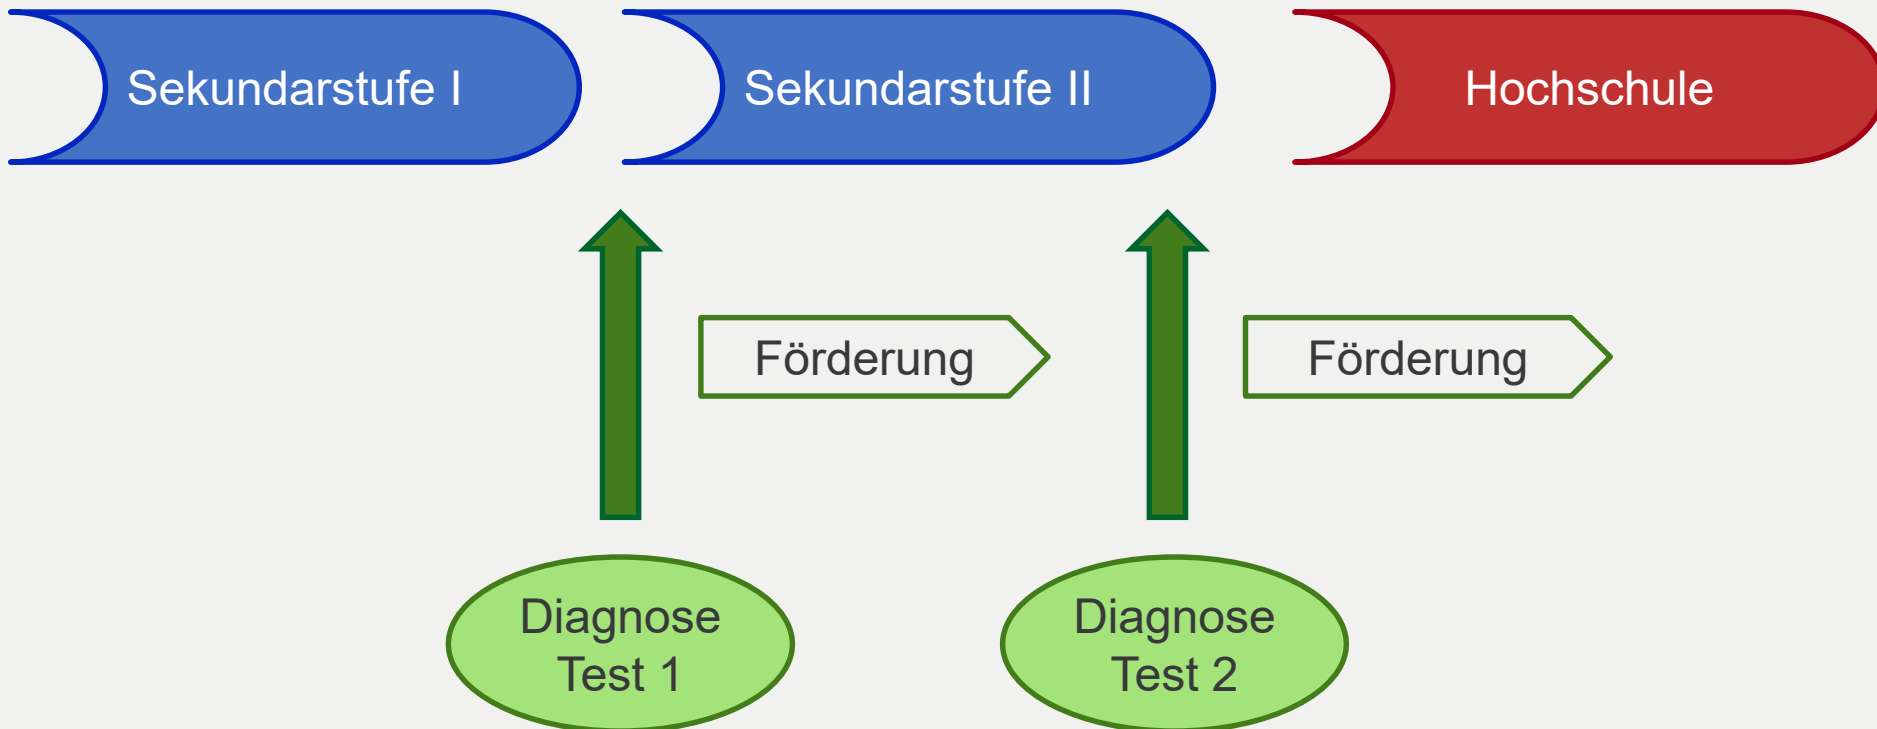 Sekundarstufe I
Sekundarstufe II
Hochschule
Förderung
Förderung
Diagnose
Test 1
Diagnose
Test 2